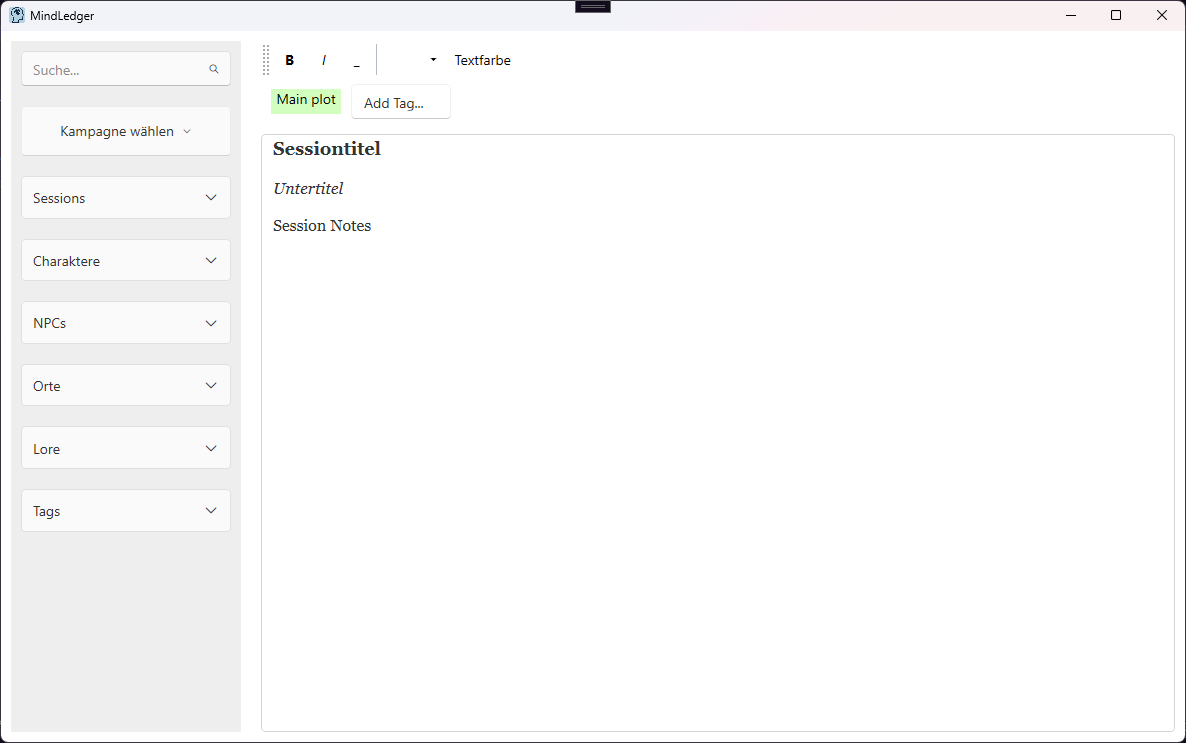 MindLedger
Suche...
Kampagne wählen
Sessions
Charaktere
NPCs
Orte
Lore
Tags
B I _ Textfarbe
Main plot Add Tag...
Sessiontitel
Untertitel
Session Notes